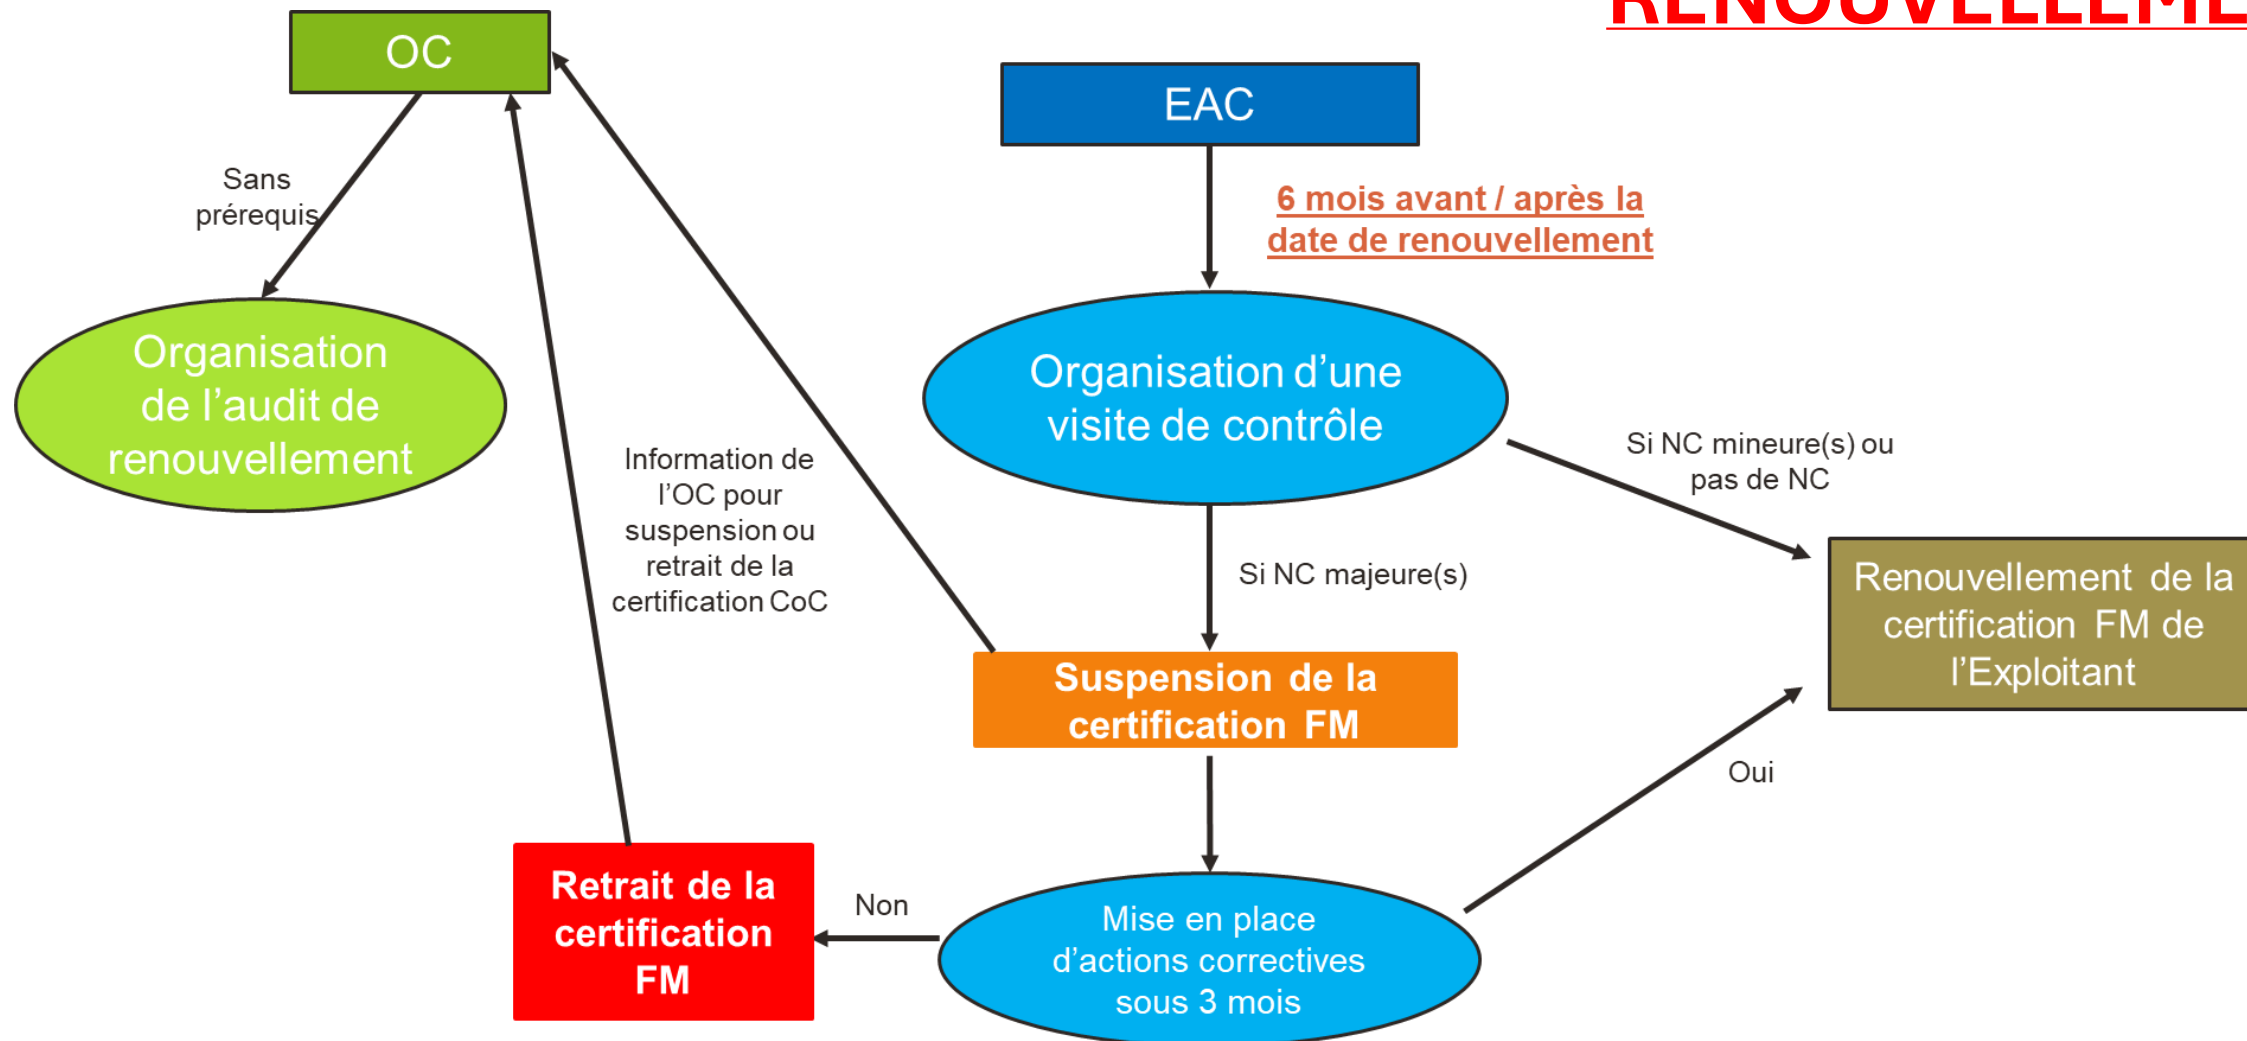 OC
EAC
Sans
prérequis
6 mois avant / après la
date de renouvellement
Organisation
de l’audit de
renouvellement
Organisation d’une
visite de contrôle
Information de
l’OC pour
suspension ou
retrait de la
certification CoC
Si NC mineure(s) ou
pas de NC
Si NC majeure(s)
Renouvellement de la
certification FM de
l’Exploitant
Suspension de la
certification FM
Oui
Retrait de la
certification
FM
Non
Mise en place
d’actions correctives
sous 3 mois